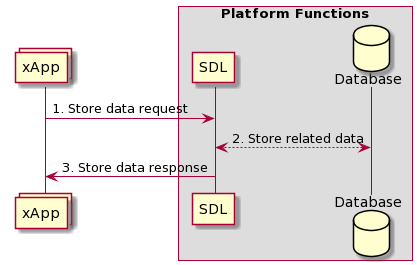 Platform Functions
xApp
SDL
Database
1. Store data request
2. Store related data
3. Store data response
xApp
SDL
Database